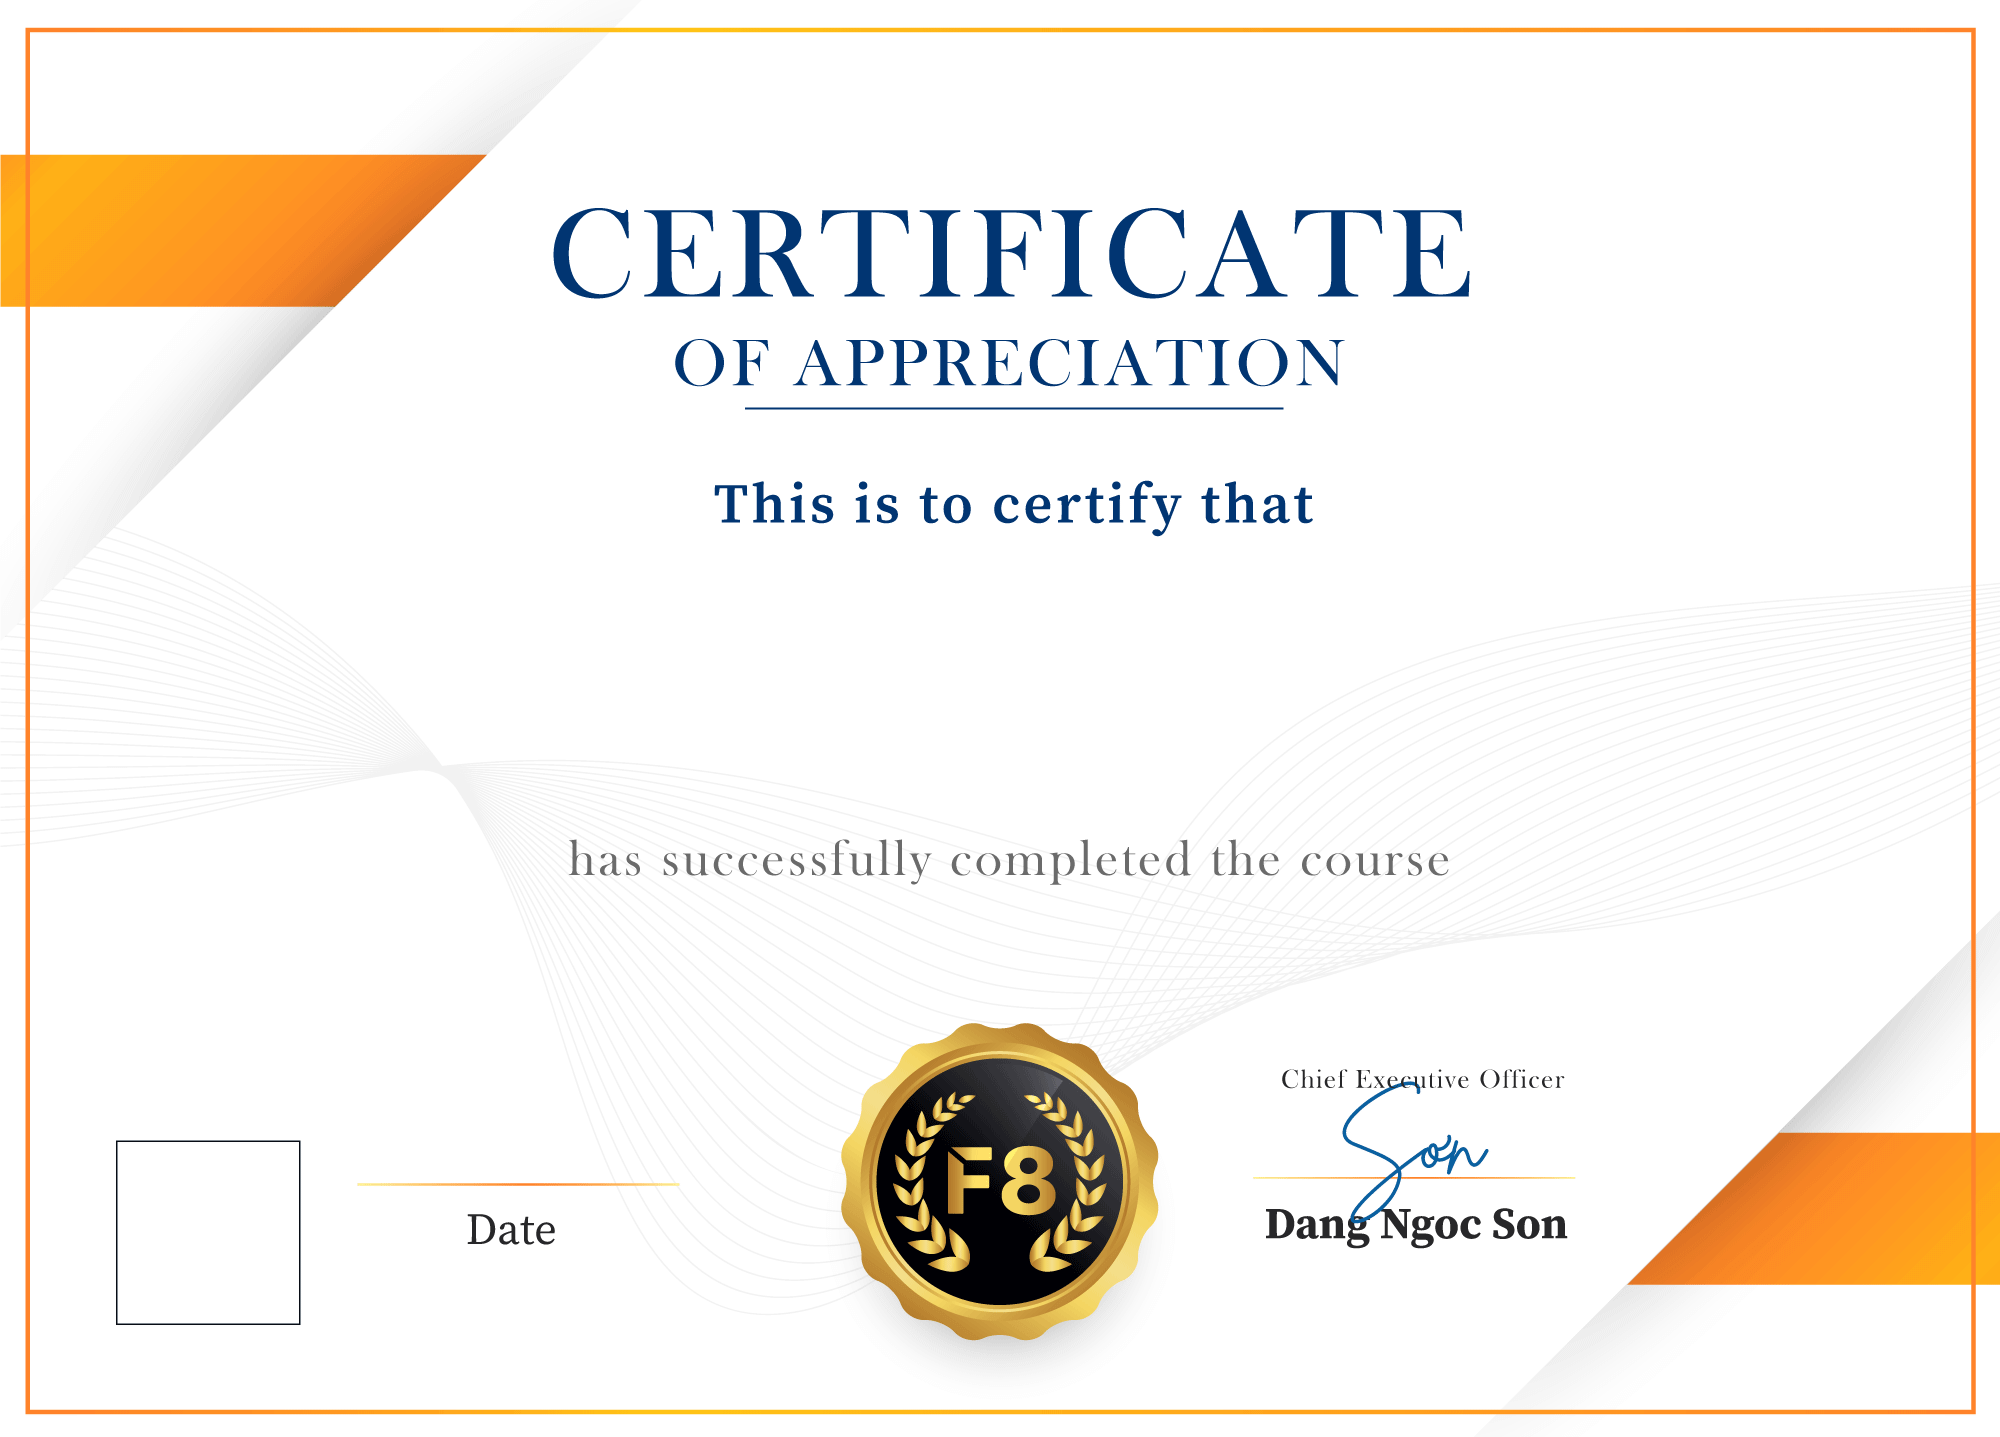 CERTIFICATE
OF APPRECIATION
This is to certify that
has successfully completed the course
Chief Executive Officer
Son
F8
Date
Dang Ngoc Son